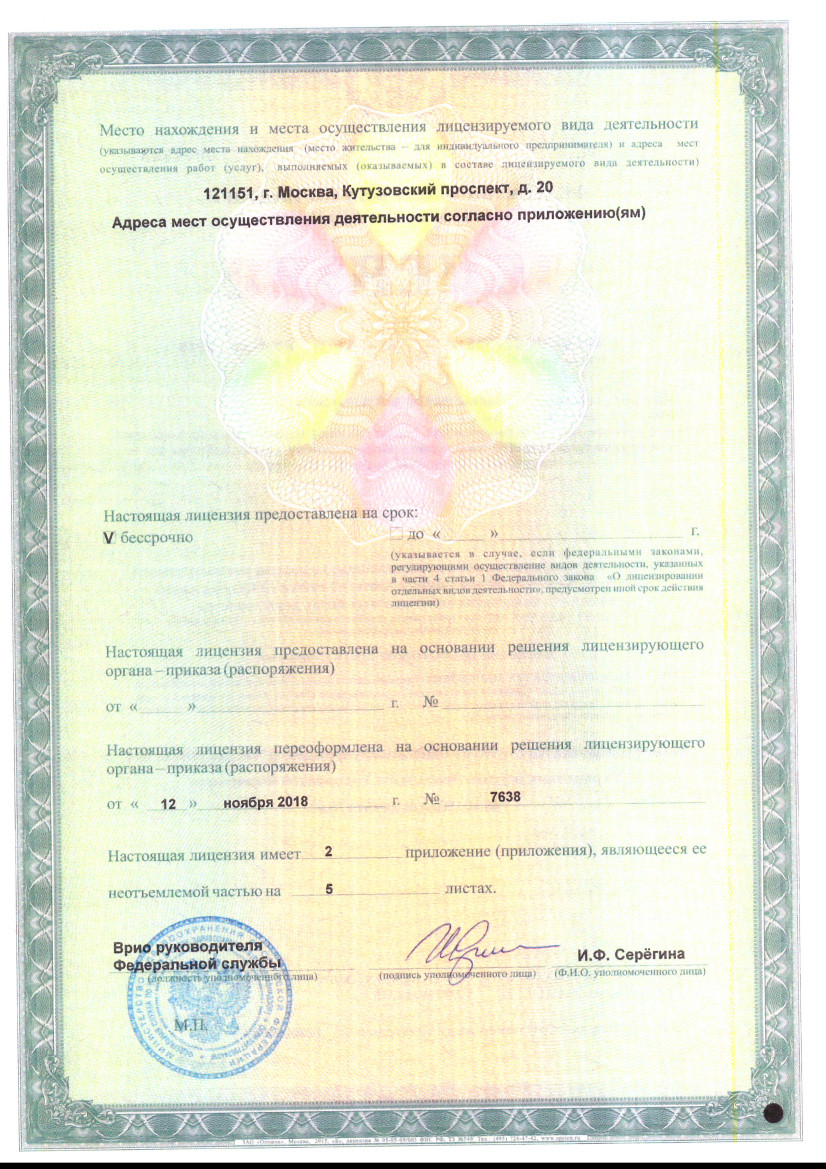 Место нахождения и места осуществления лицензируемого вида деятельности
(указываются адрес места нахождения (место жительства – для индивидуального предпринимателя) и адреса мест
осуществления работ (услуг), выполняемых (оказываемых) в составе лицензируемого вида деятельности)
121151, г. Москва, Кутузовский проспект, д. 20
Адреса мест осуществления деятельности согласно приложению(ям)
Настоящая лицензия предоставлена на срок:
V бессрочно
до « » г.
(указывается в случае, если федеральными законами,
регулирующими осуществление видов деятельности, указанных
в части 4 статьи 1 Федерального закона «О лицензировании
отдельных видов деятельности», предусмотрен иной срок действия
лицензии)
Настоящая лицензия предоставлена на основании решения лицензирующего
органа – приказа (распоряжения)
от « » г. №
Настоящая лицензия переоформлена на основании решения лицензирующего
органа – приказа (распоряжения)
от « 12 » ноября 2018 г. № 7638
Настоящая лицензия имеет 2 приложение (приложения), являющееся ее
неотъемлемой частью на 5 листах.
Врио руководителя
Федеральной службы
И.Ф. Серёгина
(должность уполномоченного лица)
(подпись уполномоченного лица)
(Ф.И.О. уполномоченного лица)
М.П.